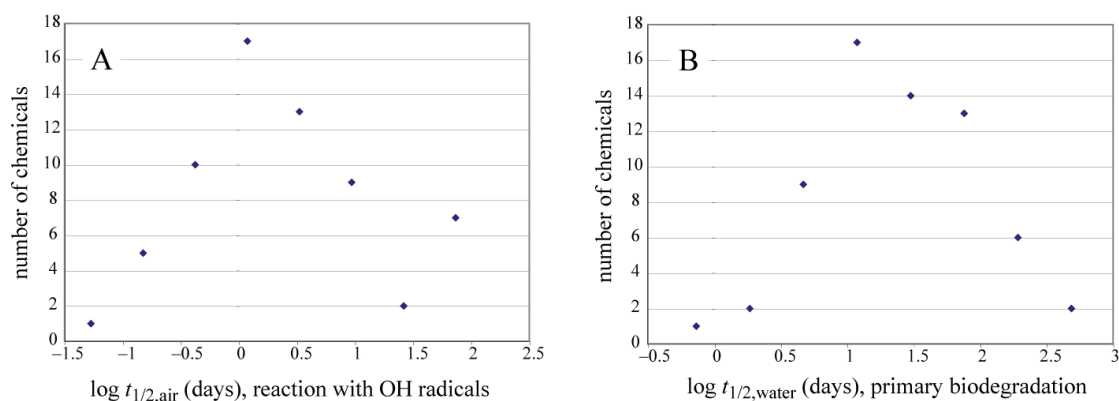 A
number of chemicals
18
16
14
12
10
8
6
4
2
0
–1.5 –1 –0.5 0 0.5 1 1.5 2 2.5
log t1/2,air (days), reaction with OH radicals
B
number of chemicals
18
16
14
12
10
8
6
4
2
0
–0.5 0 0.5 1 1.5 2 2.5 3
log t1/2,water (days), primary biodegradation